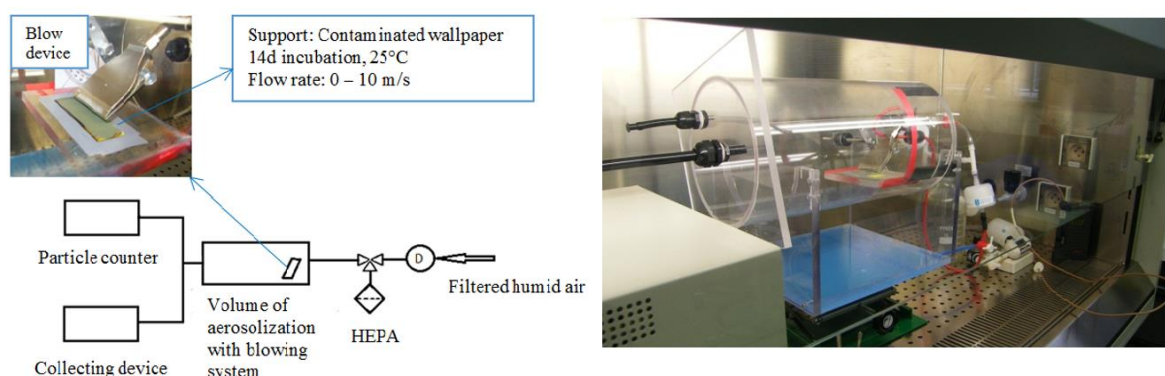 Blow
device
Support: Contaminated wallpaper
14d incubation, 25°C
Flow rate: 0 – 10 m/s
Particle counter
D
Filtered humid air
Volume of
aerosolization
with blowing
system
HEPA
Collecting device